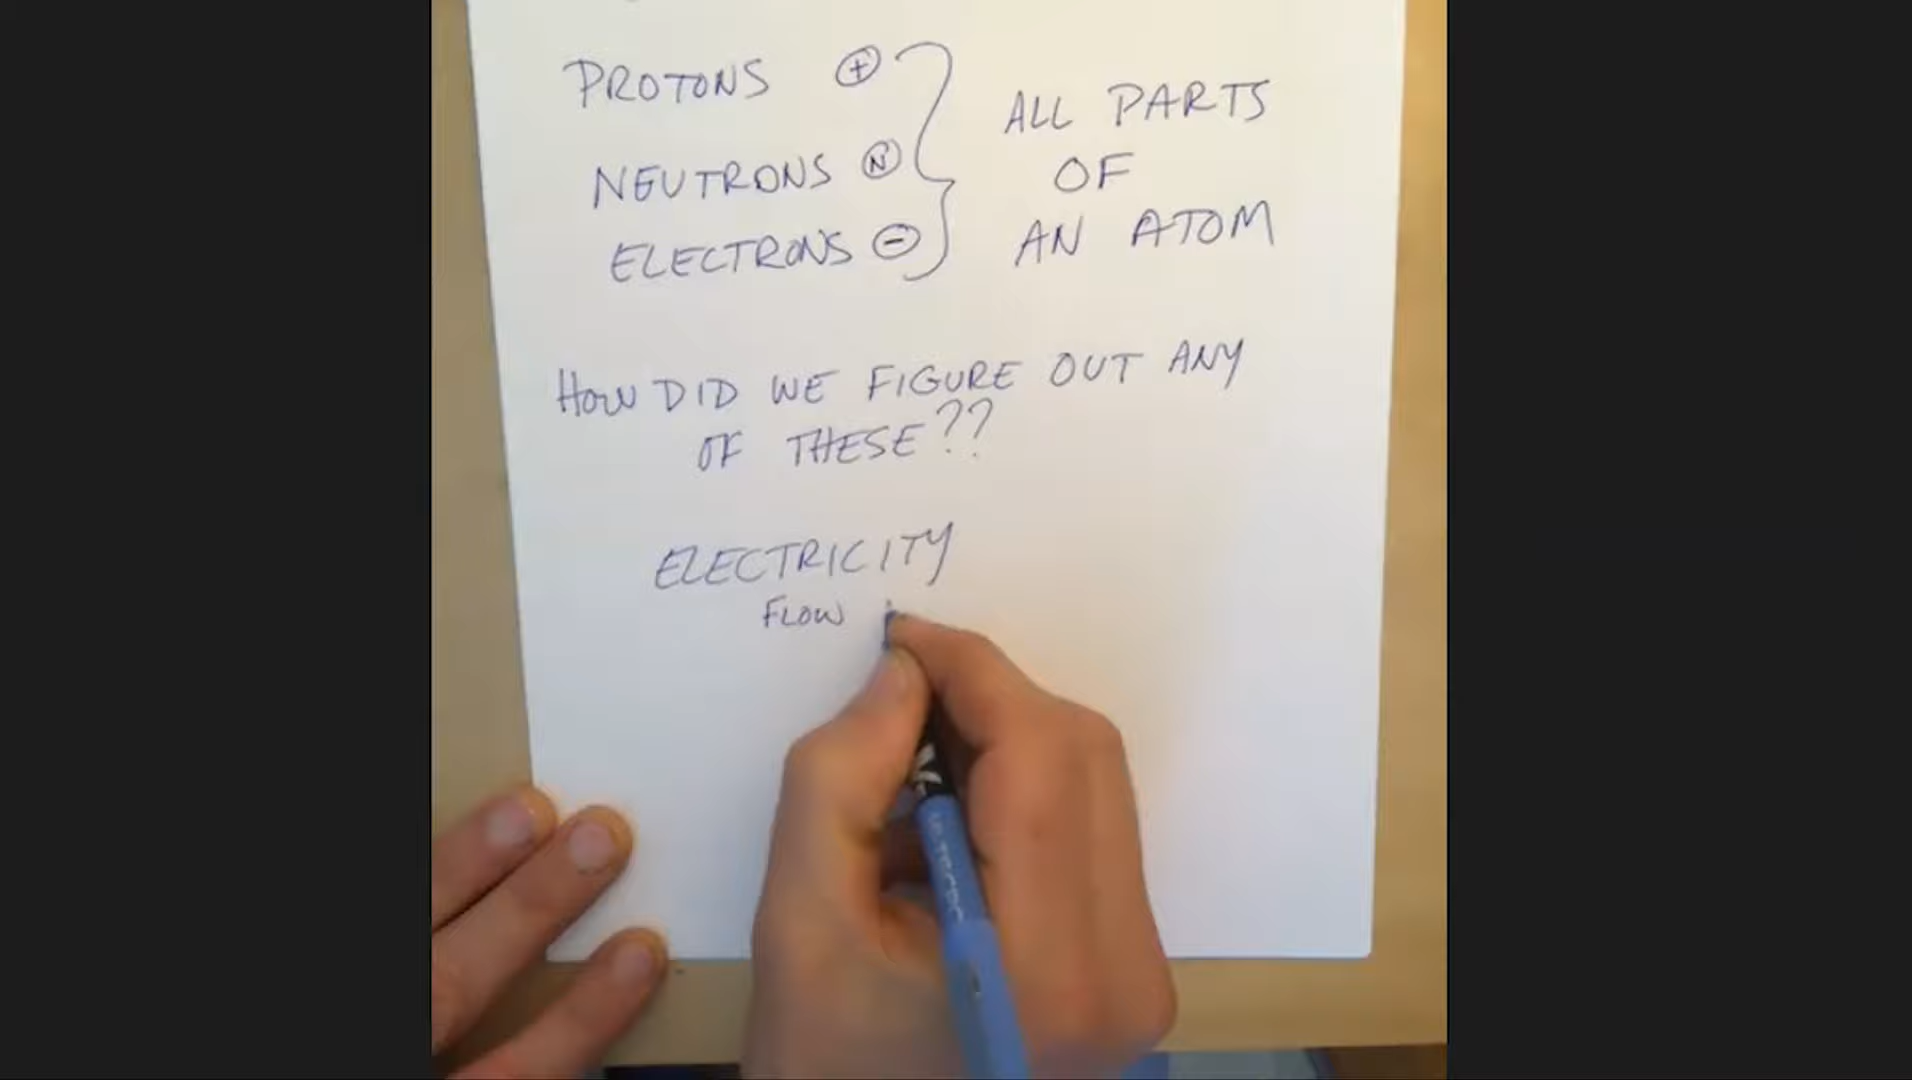 PROTONS +
NEUTRONS N
ELECTRONS -
ALL PARTS
OF
AN ATOM
HOW DID WE FIGURE OUT ANY
OF THESE??
ELECTRICITY
FLOW